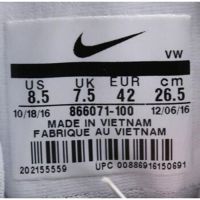 VW
US UK EUR cm
8.5 7.5 42 26.5
10/18/16 866071-100 12/06/16
MADE IN VIETNAM
FABRIQUE AU VIETNAM
202155559 UPC 00886916150691